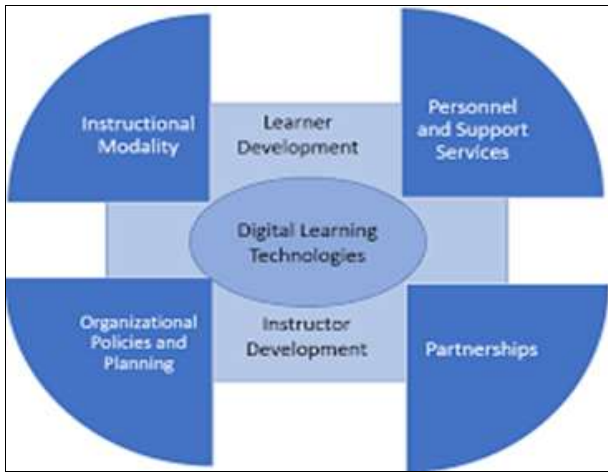 Instructional
Modality
Learner
Development
Personnel
and Support
Services
Digital Learning
Technologies
Organizational
Policies and
Planning
Instructor
Development
Partnerships